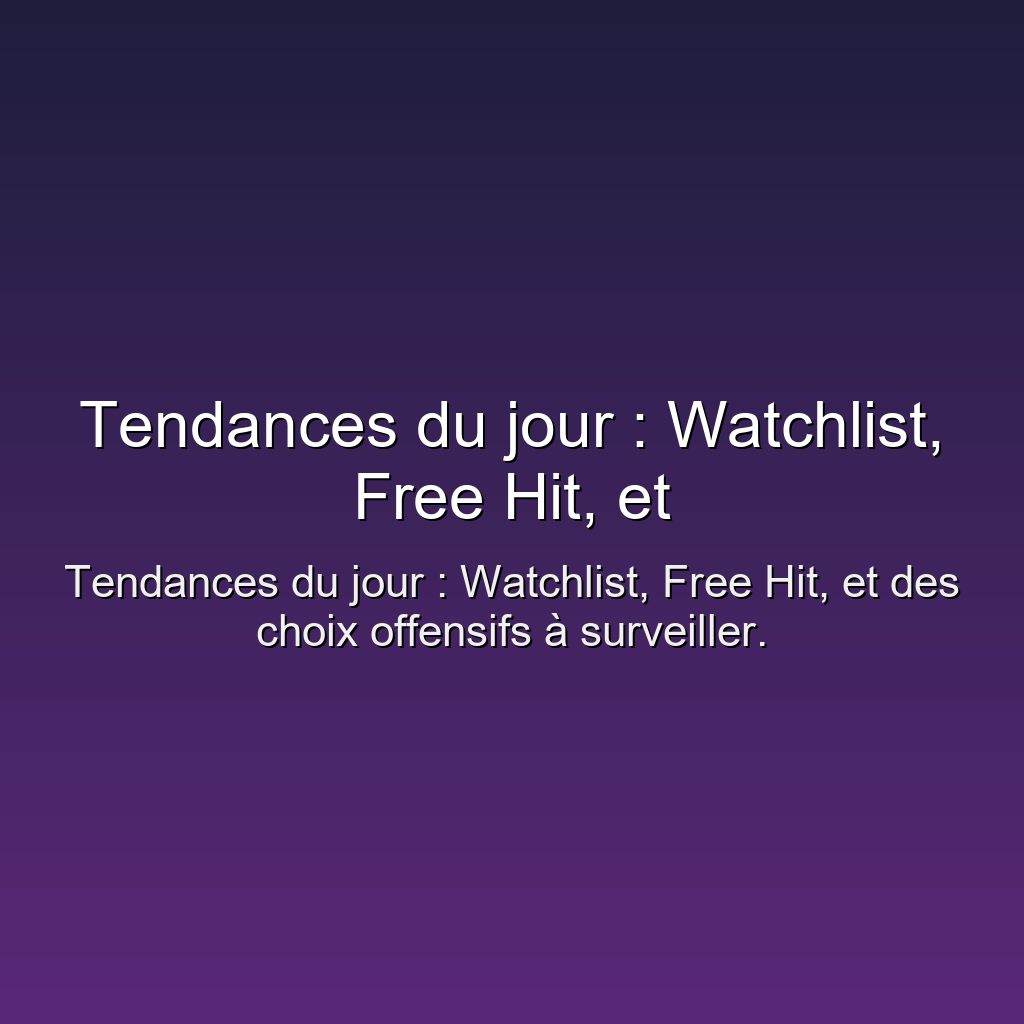 Tendances du jour : Watchlist,
Free Hit, et
Tendances du jour : Watchlist, Free Hit, et des
choix offensifs à surveiller.